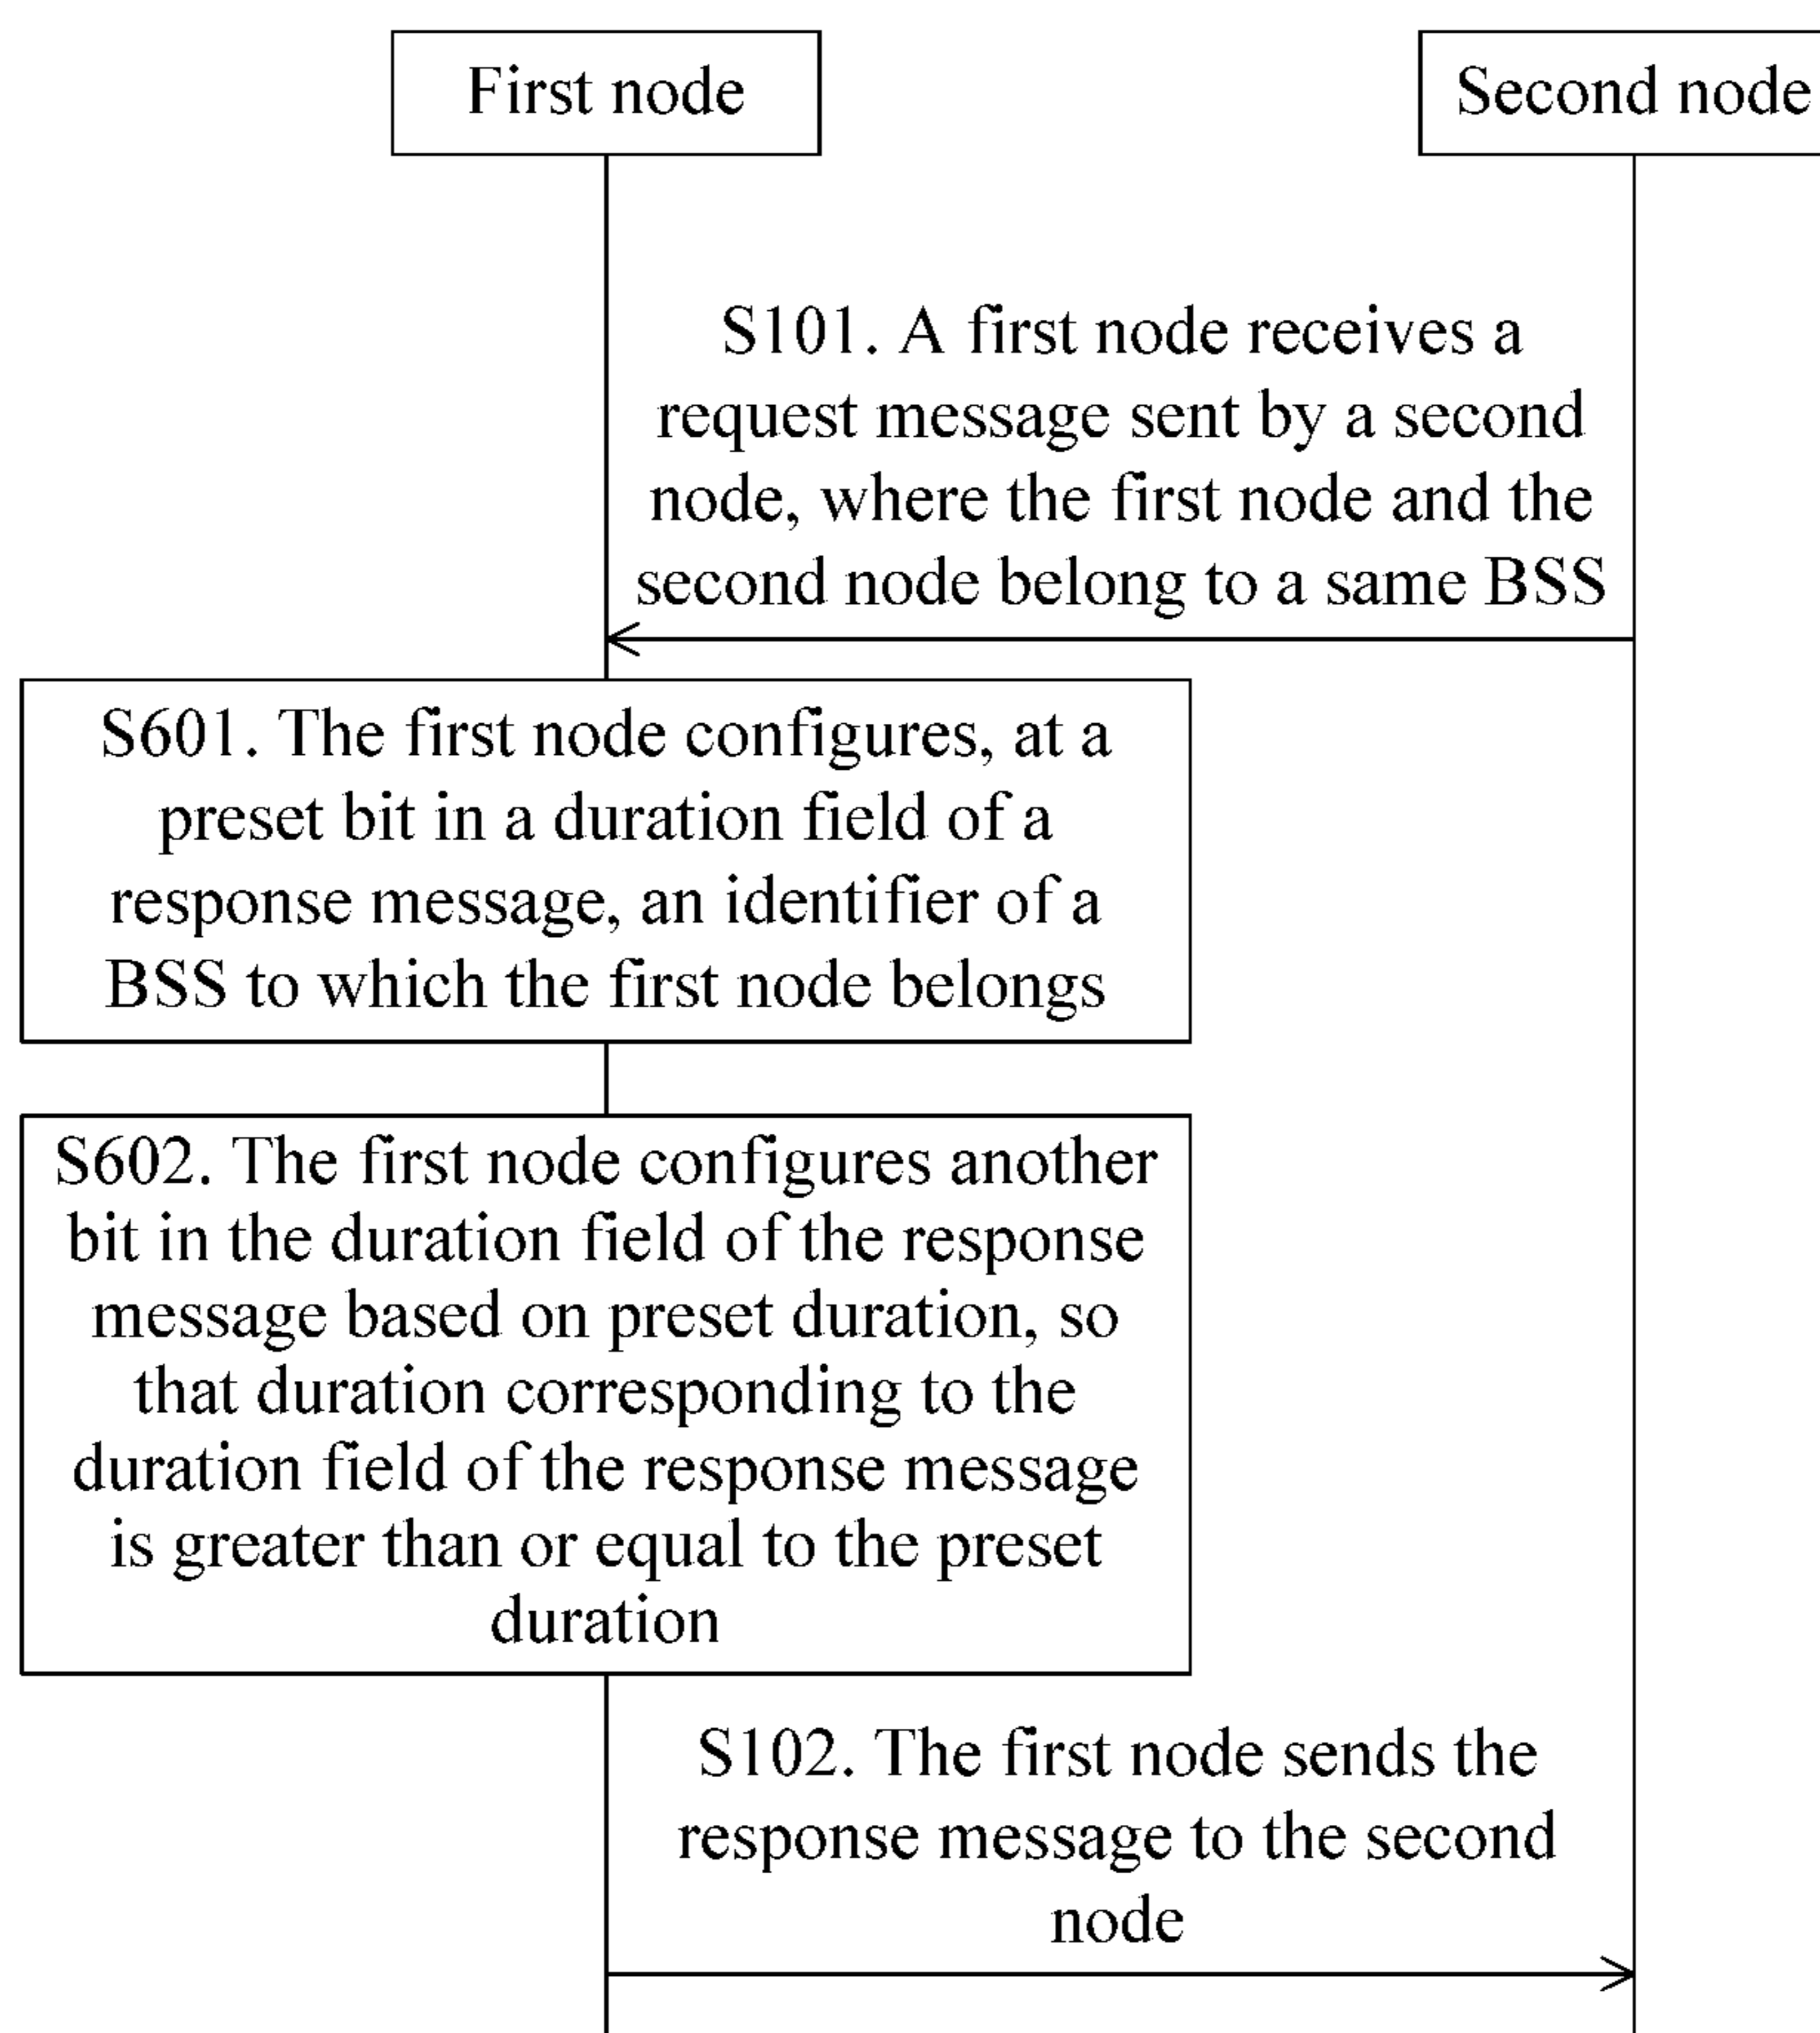 First node
Second node
S101. A first node receives a
request message sent by a second
node, where the first node and the
second node belong to a same BSS
S601. The first node configures, at a
preset bit in a duration field of a
response message, an identifier of a
BSS to which the first node belongs
S602. The first node configures another
bit in the duration field of the response
message based on preset duration, so
that duration corresponding to the
duration field of the response message
is greater than or equal to the preset
duration
S102. The first node sends the
response message to the second
node